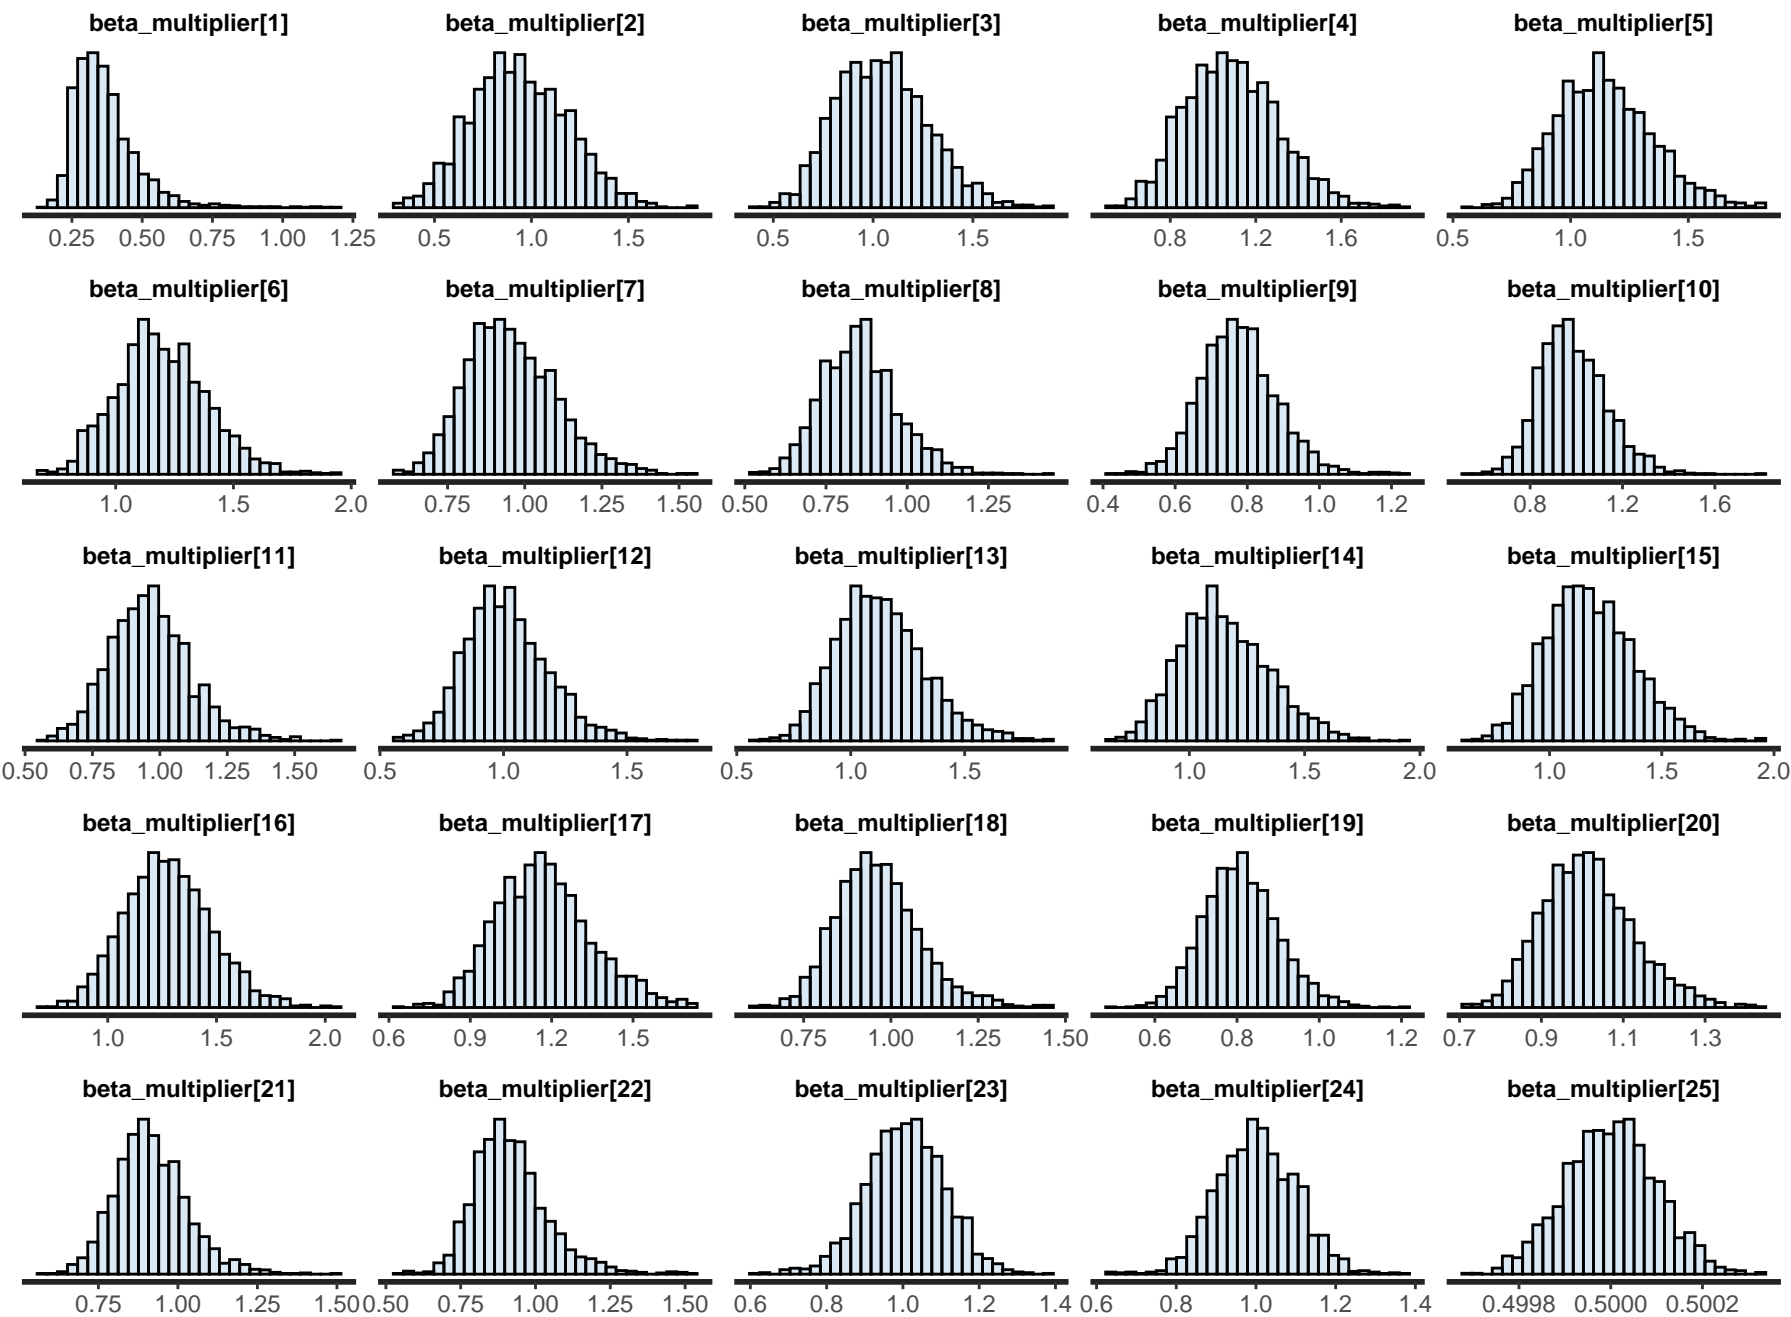 beta_multiplier[1] beta_multiplier[2] beta_multiplier[3] beta_multiplier[4] beta_multiplier[5]
0.25 0.50 0.75 1.00 1.25 0.5 1.0 1.5 0.5 1.0 1.5 0.8 1.2 1.6 0.5 1.0 1.5
beta_multiplier[6] beta_multiplier[7] beta_multiplier[8] beta_multiplier[9] beta_multiplier[10]
1.0 1.5 2.0 0.75 1.00 1.25 1.50 0.50 0.75 1.00 1.25 0.4 0.6 0.8 1.0 1.2 0.8 1.2 1.6
beta_multiplier[11] beta_multiplier[12] beta_multiplier[13] beta_multiplier[14] beta_multiplier[15]
0.50 0.75 1.00 1.25 1.50 0.5 1.0 1.5 0.5 1.0 1.5 1.0 1.5 2.0 1.0 1.5 2.0
beta_multiplier[16] beta_multiplier[17] beta_multiplier[18] beta_multiplier[19] beta_multiplier[20]
1.0 1.5 2.0 0.6 0.9 1.2 1.5 0.75 1.00 1.25 1.50 0.6 0.8 1.0 1.2 0.7 0.9 1.1 1.3
beta_multiplier[21] beta_multiplier[22] beta_multiplier[23] beta_multiplier[24] beta_multiplier[25]
0.75 1.00 1.25 1.50 0.50 0.75 1.00 1.25 1.50 0.6 0.8 1.0 1.2 1.4 0.6 0.8 1.0 1.2 1.4 0.4998 0.5000 0.5002